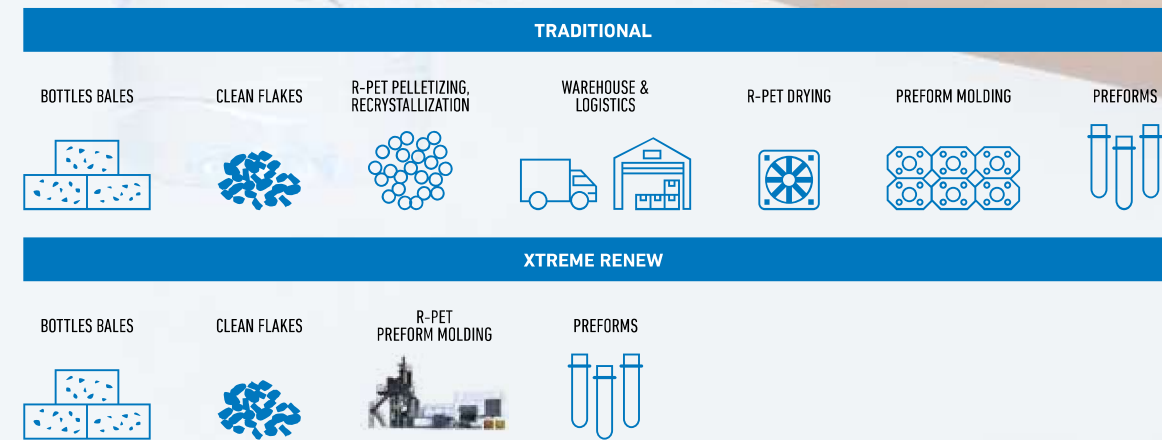 TRADITIONAL
BOTTLES BALES
CLEAN FLAKES
R-PET PELLETIZING,
RECRYSTALLIZATION
WAREHOUSE &
LOGISTICS
R-PET DRYING
PREFORM MOLDING
PREFORMS
XTREME RENEW
BOTTLES BALES
CLEAN FLAKES
R-PET
PREFORM MOLDING
PREFORMS